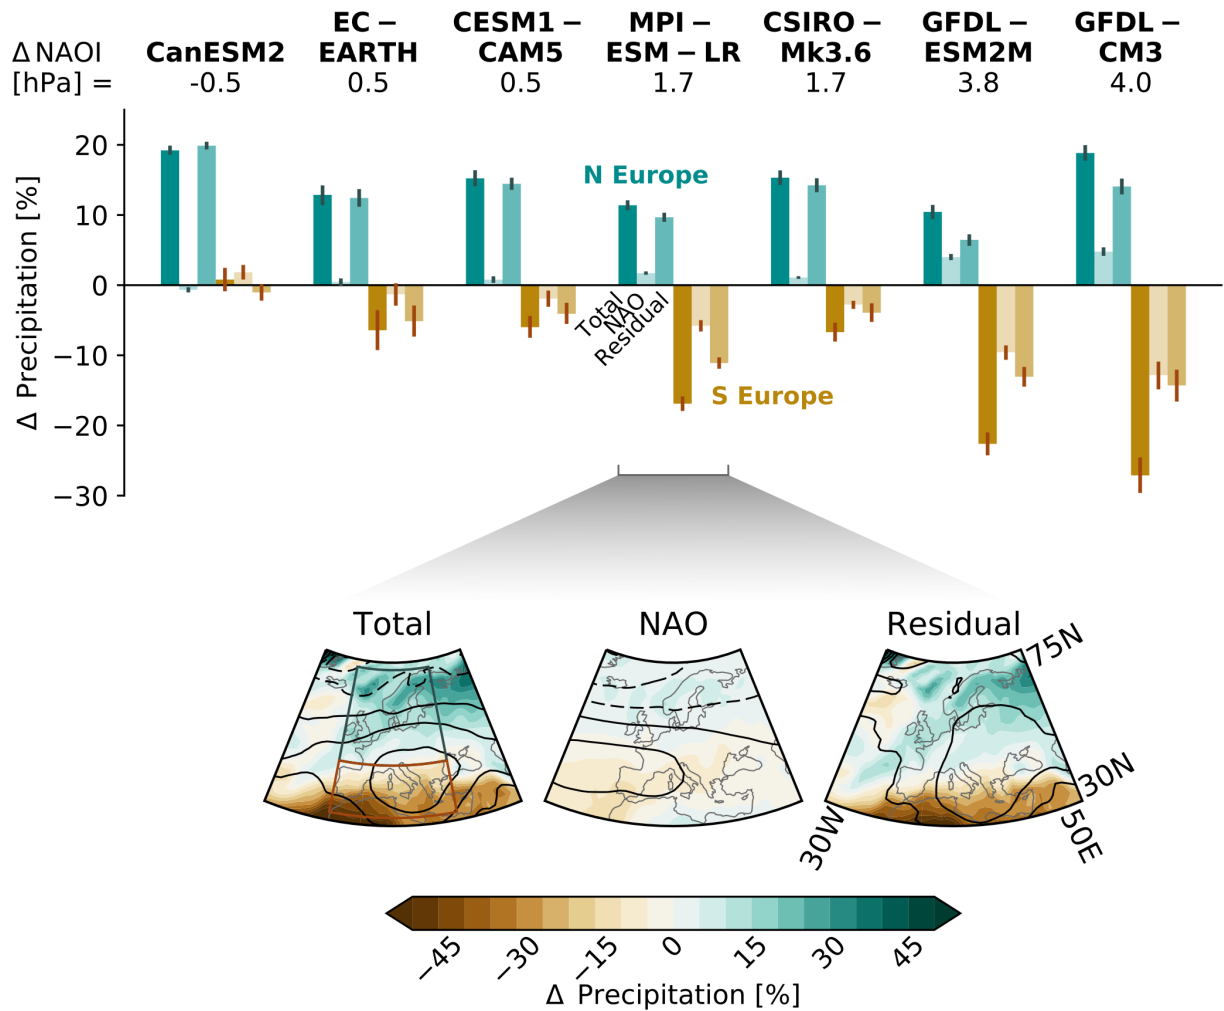 Δ NAOI
[hPa] =
CanESM2
-0.5
EC −
EARTH
0.5
CESM1 −
CAM5
0.5
MPI −
ESM − LR
1.7
CSIRO −
Mk3.6
1.7
GFDL −
ESM2M
3.8
GFDL −
CM3
4.0
Δ Precipitation [%]
20
10
0
−10
−20
−30
N Europe
Total
NAO
Residual
S Europe
Total
NAO
Residual
75N
30N
30W
50E
−45
−30
−15
0
15
30
45
Δ Precipitation [%]